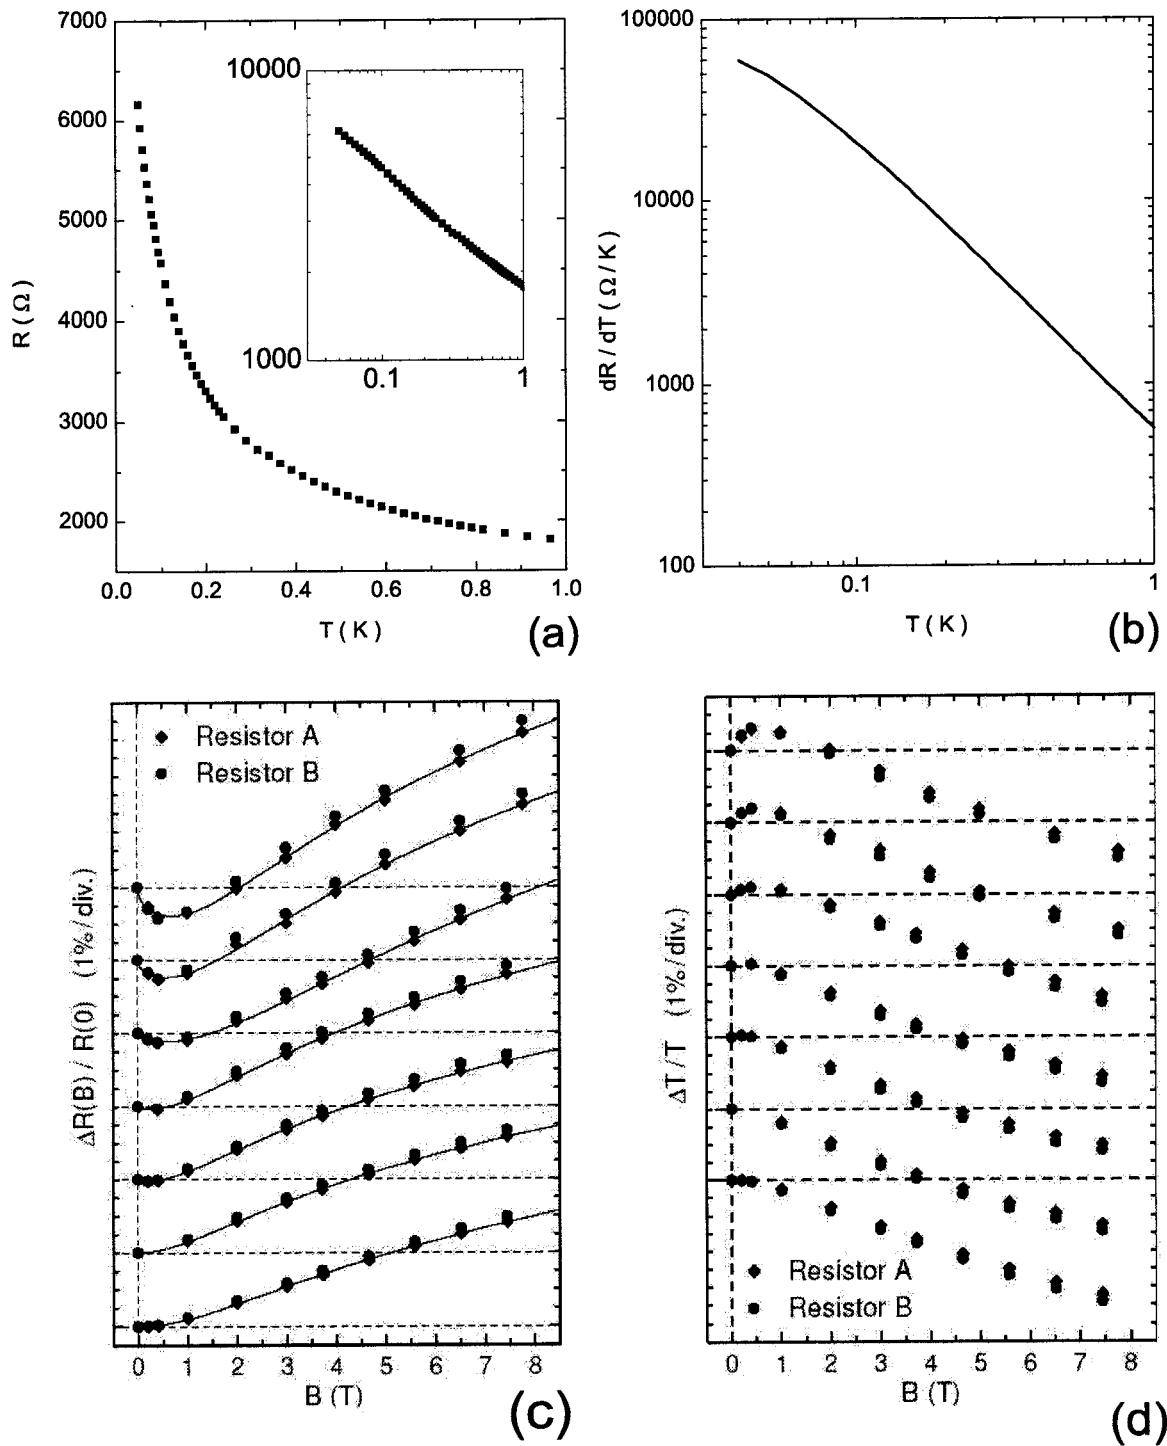 7000
6000
5000
4000
3000
2000
R ( Ω )
0.0 0.2 0.4 0.6 0.8 1.0
T ( K )
(a)
10000
1000
0.1 1
100000
10000
1000
100
dR / dT ( Ω / K )
0.1 1
T ( K )
(b)
Resistor A
Resistor B
ΔR(B) / R(0) (1%/div.)
0 1 2 3 4 5 6 7 8
B (T)
(c)
ΔT/T (1%/div.)
Resistor A
Resistor B
0 1 2 3 4 5 6 7 8
B (T)
(d)